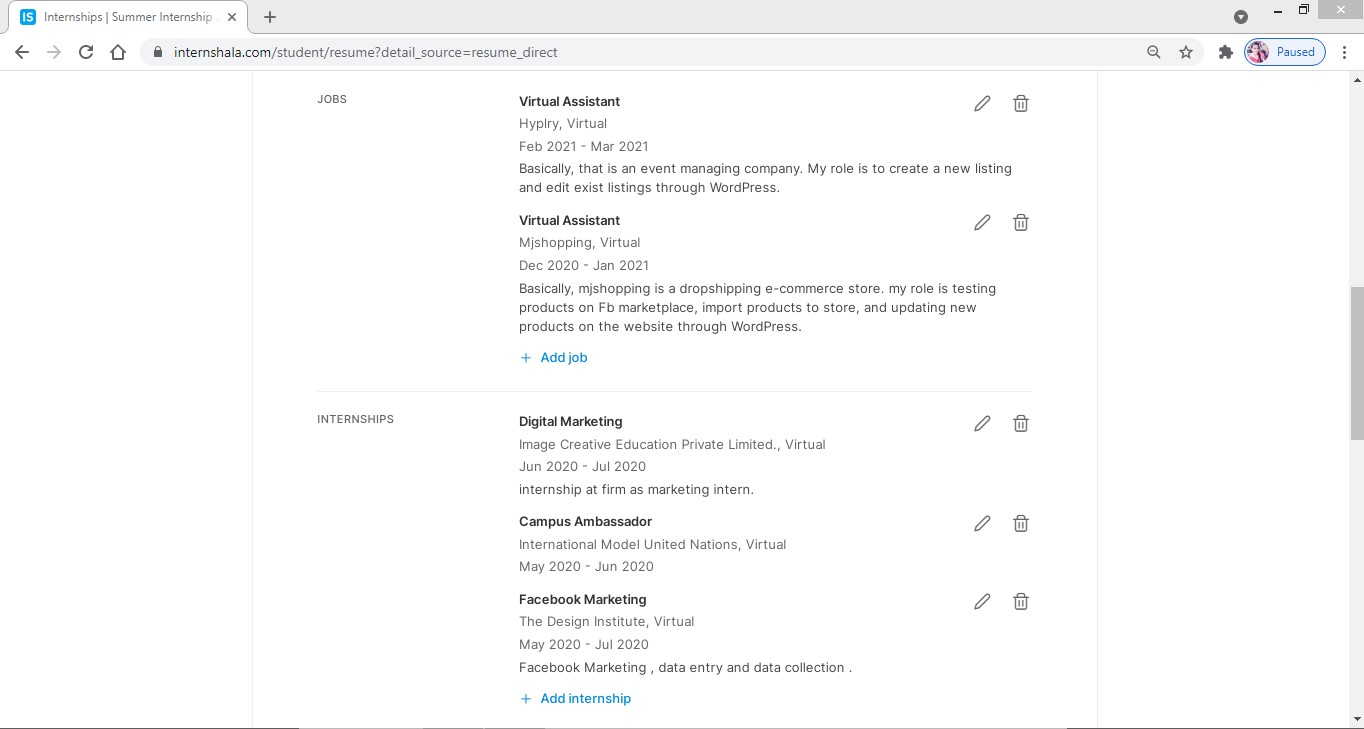 IS Internships | Summer Internship
internshala.com/student/resume?detail_source=resume_direct
Paused
JOBS
Virtual Assistant
Hyplry, Virtual
Feb 2021 - Mar 2021
Basically, that is an event managing company. My role is to create a new listing
and edit exist listings through WordPress.
Virtual Assistant
Mjshopping, Virtual
Dec 2020 - Jan 2021
Basically, mjshopping is a dropshipping e-commerce store. my role is testing
products on Fb marketplace, import products to store, and updating new
products on the website through WordPress.
+ Add job
INTERNSHIPS
Digital Marketing
Image Creative Education Private Limited., Virtual
Jun 2020 - Jul 2020
internship at firm as marketing intern.
Campus Ambassador
International Model United Nations, Virtual
May 2020 - Jun 2020
Facebook Marketing
The Design Institute, Virtual
May 2020 - Jul 2020
Facebook Marketing , data entry and data collection .
+ Add internship